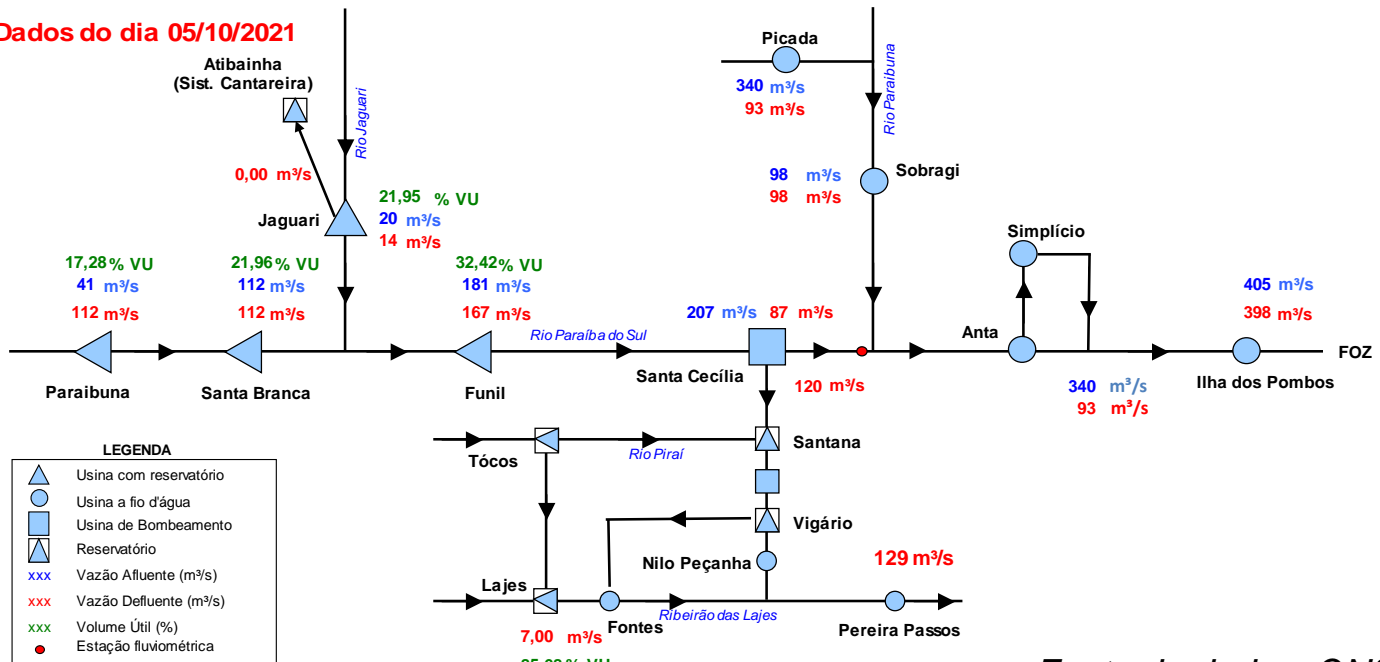 Dados do dia 05/10/2021
Atibainha
(Sist. Cantareira)
Rio Jaguari
0,00 m³/s
Jaguari
21,95 % VU
20 m³/s
14 m³/s
Picada
340 m³/s
93 m³/s
Rio Paraibuna
98 m³/s
98 m³/s
Sobragi
Simplício
17,28 % VU
41 m³/s
112 m³/s
Paraibuna
21,96 % VU
112 m³/s
112 m³/s
Santa Branca
32,42 % VU
181 m³/s
167 m³/s
Funil
Rio Paraíba do Sul
207 m³/s 87 m³/s
Santa Cecília
120 m³/s
Anta
340 m³/s
93 m³/s
405 m³/s
398 m³/s
Ilha dos Pombos
FOZ
Tócos
Rio Piraí
Santana
Vigário
Nilo Peçanha
129 m³/s
Lajes
7,00 m³/s
Fontes
Ribeirão das Lajes
Pereira Passos
LEGENDA
Usina com reservatório
Usina a fio d'água
Usina de Bombeamento
Reservatório
xxx Vazão Afluente (m³/s)
xxx Vazão Defluente (m³/s)
xxx Volume Útil (%)
Estação fluviométrica
% VU